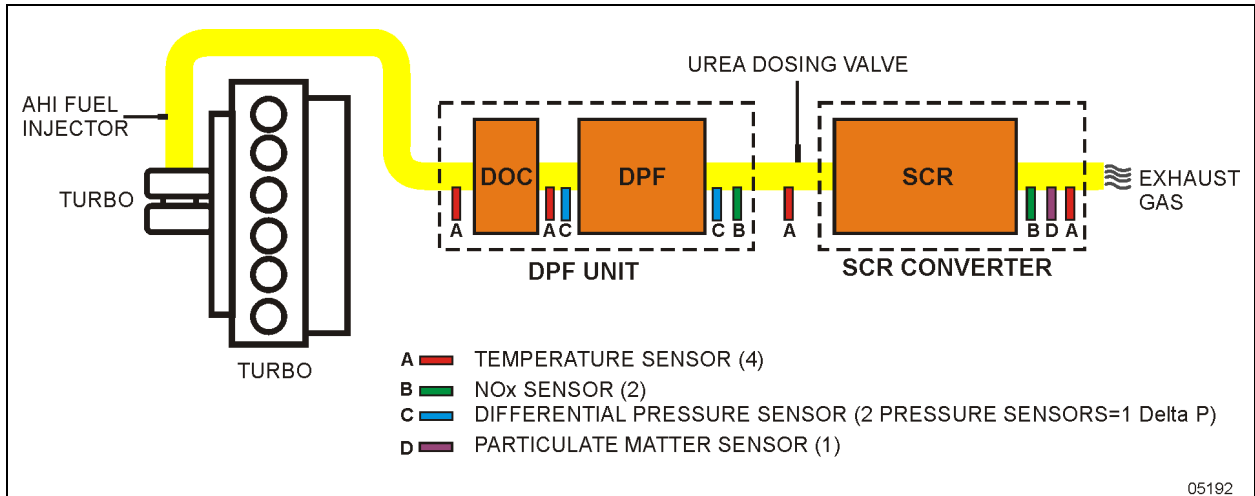 AHI FUEL
INJECTOR
TURBO
TURBO
UREA DOSING VALVE
DOC
DPF
SCR
A
A
C
C
B
A
B
D
A
DPF UNIT
SCR CONVERTER
EXHAUST
GAS
A TEMPERATURE SENSOR (4)
B NOx SENSOR (2)
C DIFFERENTIAL PRESSURE SENSOR (2 PRESSURE SENSORS=1 Delta P)
D PARTICULATE MATTER SENSOR (1)
05192